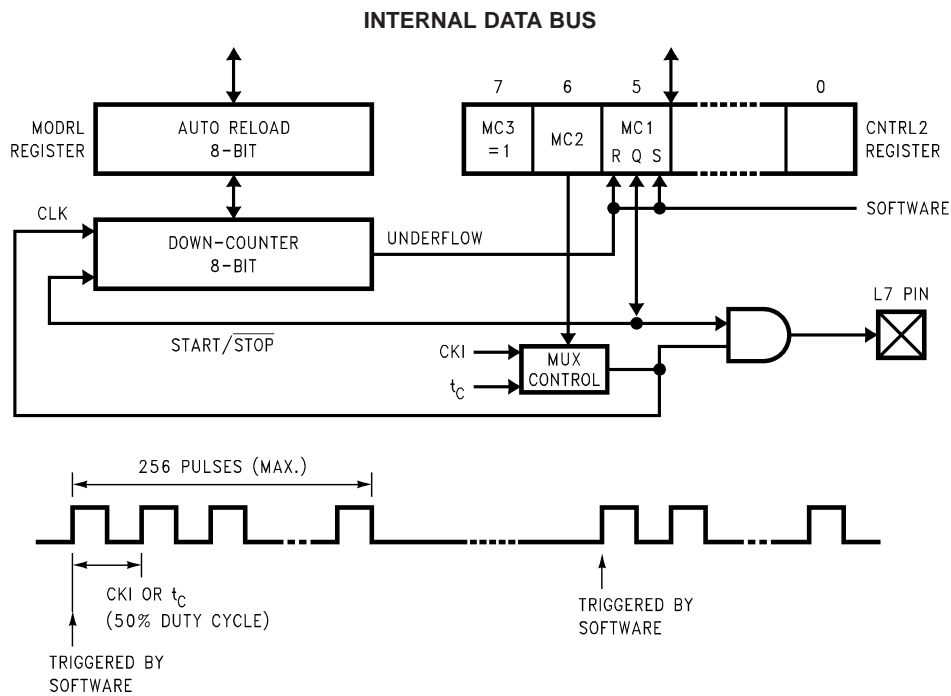 INTERNAL DATA BUS
7 6 5 0
MODRL
REGISTER
AUTO RELOAD
8-BIT
MC3
=1
MC2
MC1
R Q S
CNTRL2
REGISTER
CLK
DOWN-COUNTER
8-BIT
UNDERFLOW
SOFTWARE
START/STOP
L7 PIN
CKI
t_C
MUX
CONTROL
256 PULSES (MAX.)
CKI OR t_C
(50% DUTY CYCLE)
TRIGGERED BY
SOFTWARE
TRIGGERED BY
SOFTWARE